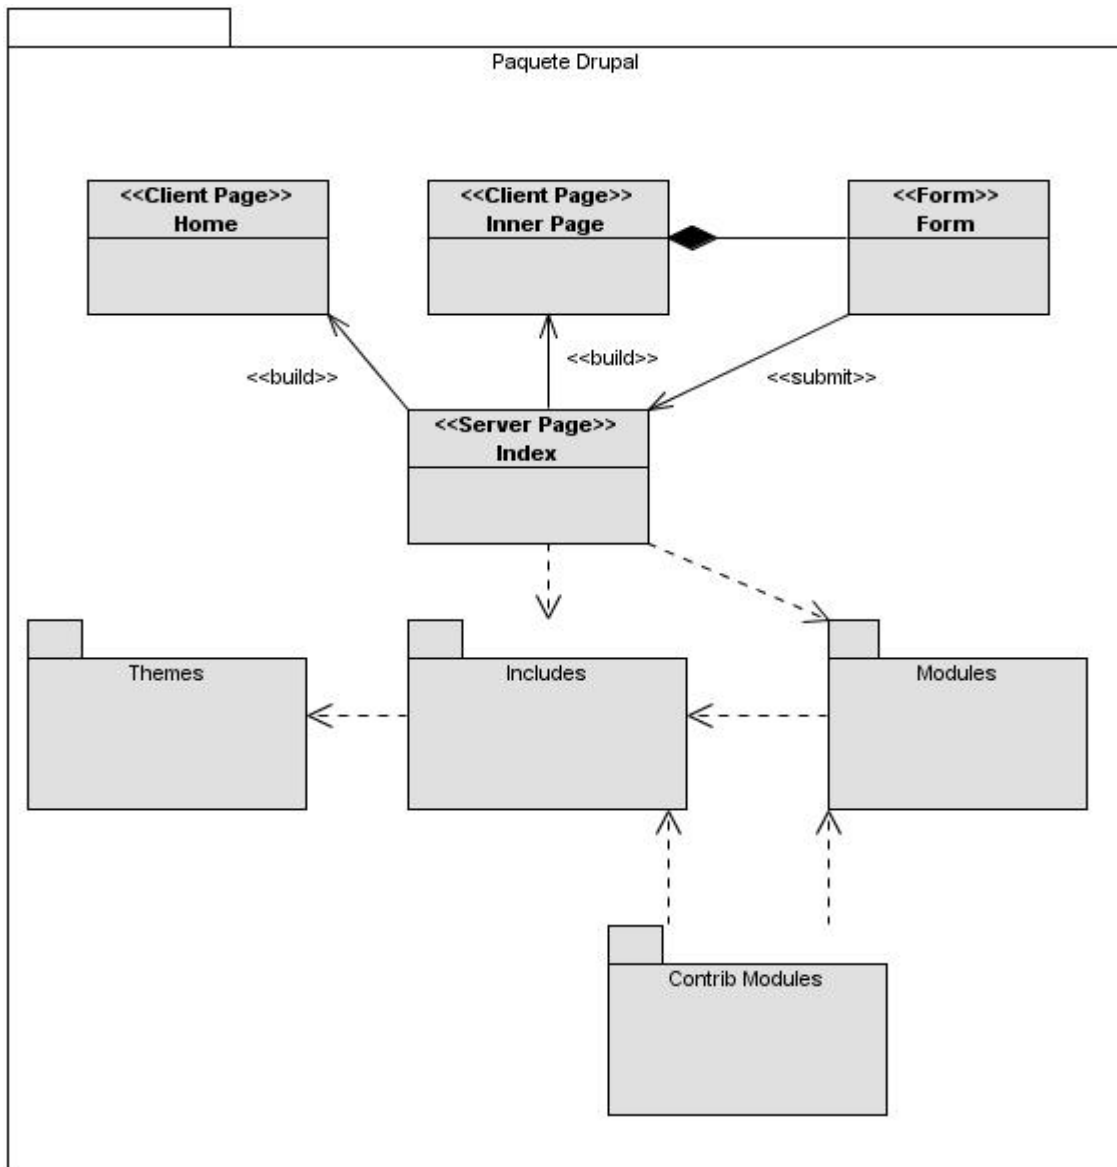 Paquete Drupal
<<Client Page>>
Home
<<Client Page>>
Inner Page
<<Form>>
Form
<<build>>
<<build>>
<<submit>>
<<Server Page>>
Index
Themes
Includes
Modules
Contrib Modules